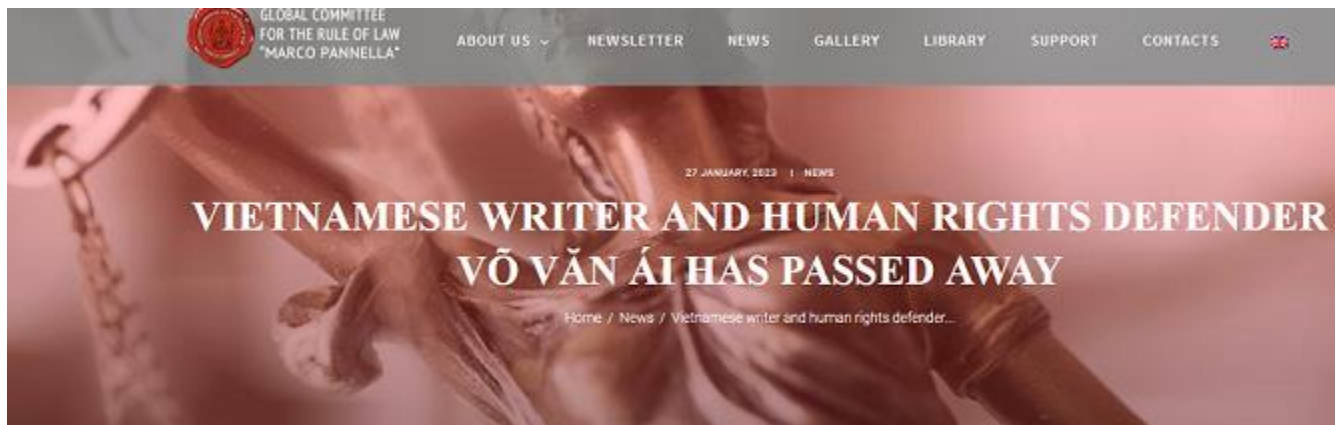 GLOBAL COMMITTEE
FOR THE RULE OF LAW
"MARCO PANNELLA"
ABOUT US
NEWSLETTER
NEWS
GALLERY
LIBRARY
SUPPORT
CONTACTS
27 JANUARY, 2023 | NEWS
VIETNAMESE WRITER AND HUMAN RIGHTS DEFENDER
VÕ VĂN ÁI HAS PASSED AWAY
Home / News / Vietnamese writer and human rights defender...